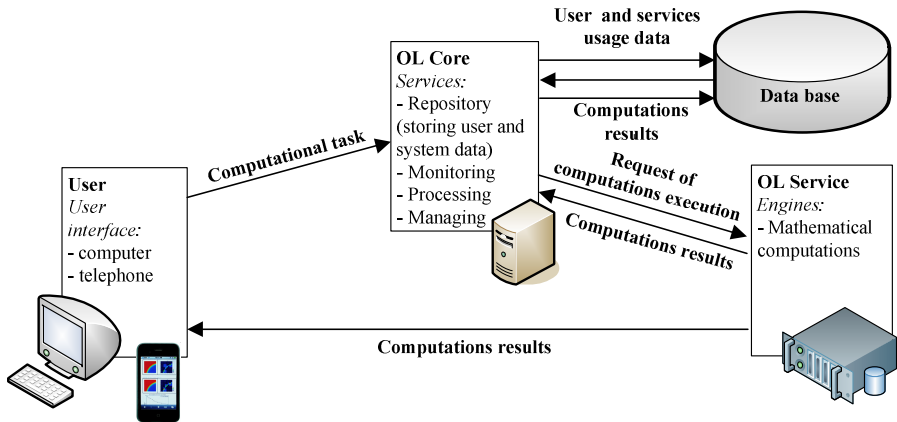 User and services
usage data
OL Core
Services:
- Repository
(storing user and
system data)
- Monitoring
- Processing
- Managing
Data base
Computations
results
Computational task
Request of
computations execution
Computations results
User
User
interface:
- computer
- telephone
OL Service
Engines:
- Mathematical
computations
Computations results